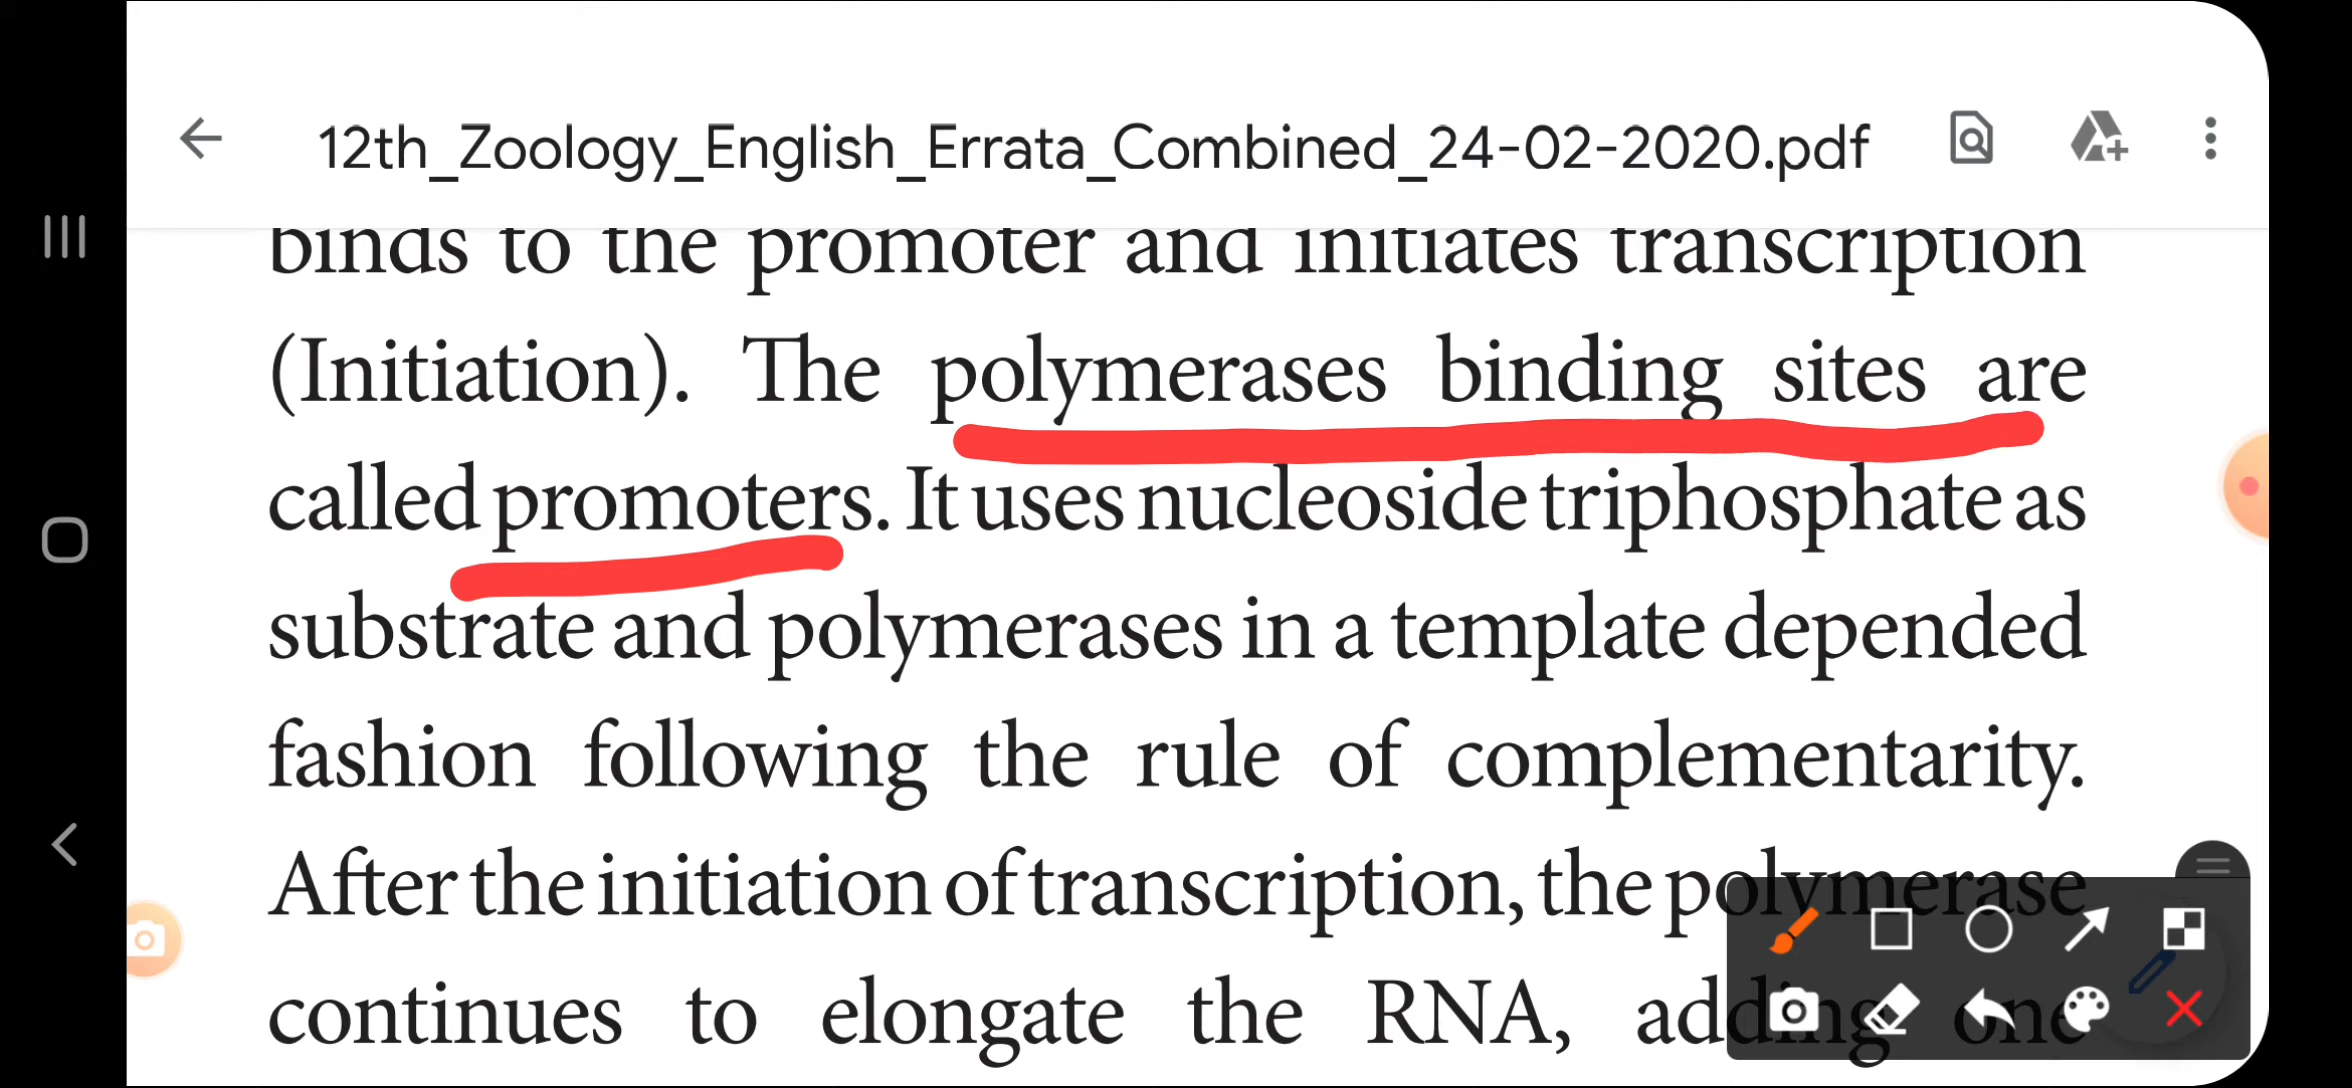 12th_Zoology_English_Errata_Combined_24-02-2020.pdf
binds to the promoter and initiates transcription
(Initiation). The polymerases binding sites are
called promoters. It uses nucleoside triphosphate as
substrate and polymerases in a template depended
fashion following the rule of complementarity.
After the initiation of transcription, the polymerase
continues to elongate the RNA, adding one